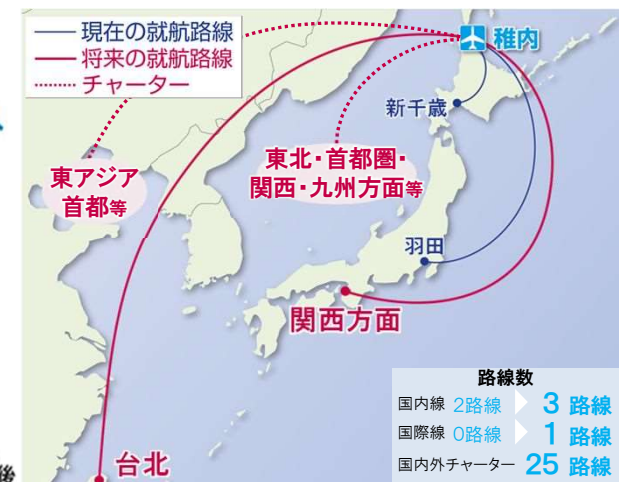 現在の就航路線
将来の就航路線
チャーター
稚内
新千歳
東アジア
首都等
東北・首都圏・
関西・九州方面等
羽田
関西方面
台北
後
路線数
国内線 2路線 3 路線
国際線 0路線 1 路線
国内外チャーター 25 路線